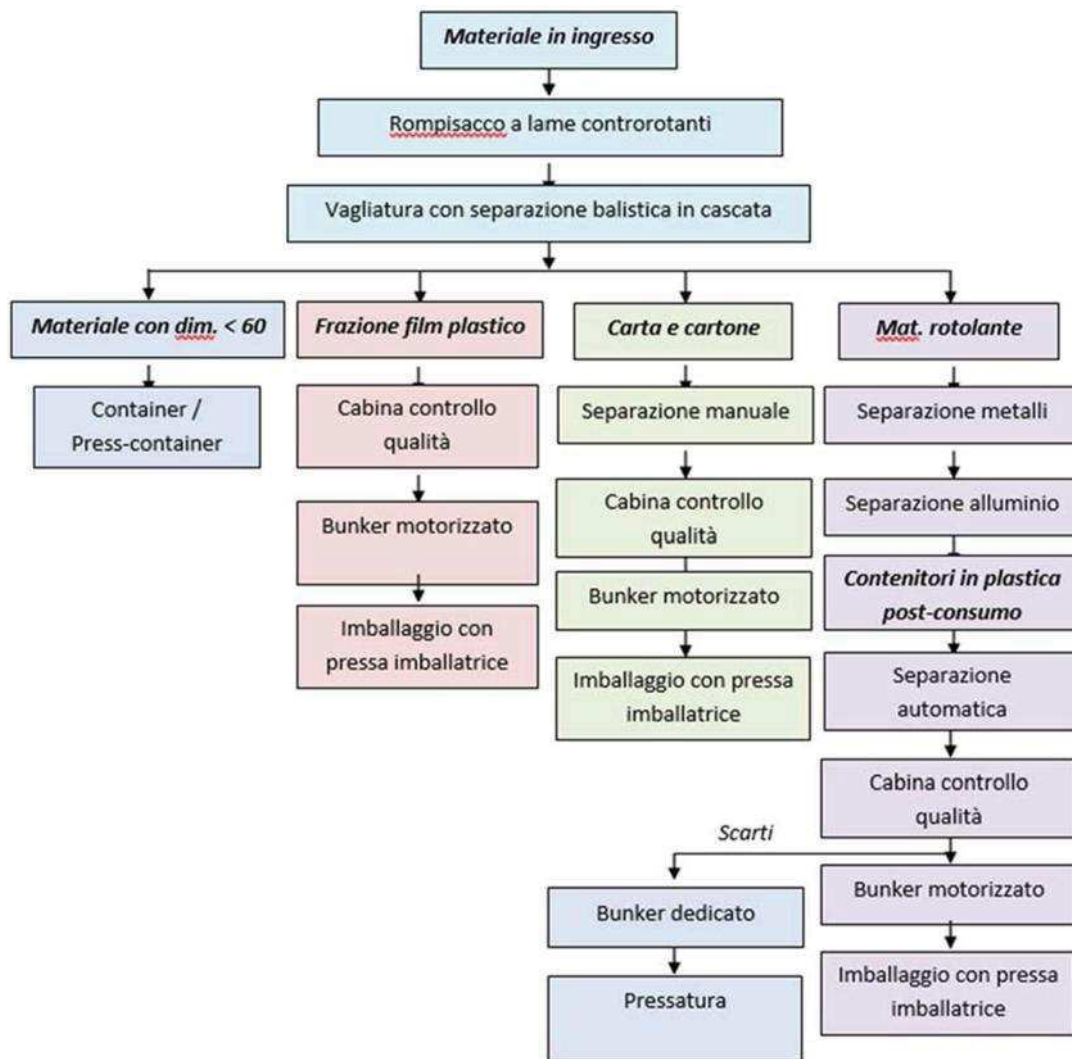 Materiale in ingresso
Rompisacco a lame controrotanti
Vagliatura con separazione balistica in cascata
Materiale con dim. < 60
Container /
Press-container
Frazione film plastico
Cabina controllo
qualità
Bunker motorizzato
Imballaggio con
pressa imballatrice
Carta e cartone
Separazione manuale
Cabina controllo
qualità
Bunker motorizzato
Imballaggio con pressa
imballatrice
Mat. rotolante
Separazione metalli
Separazione alluminio
Contenitori in plastica
post-consumo
Separazione
automatica
Cabina controllo
qualità
Scarti
Bunker dedicato
Pressatura
Bunker motorizzato
Imballaggio con pressa
imballatrice